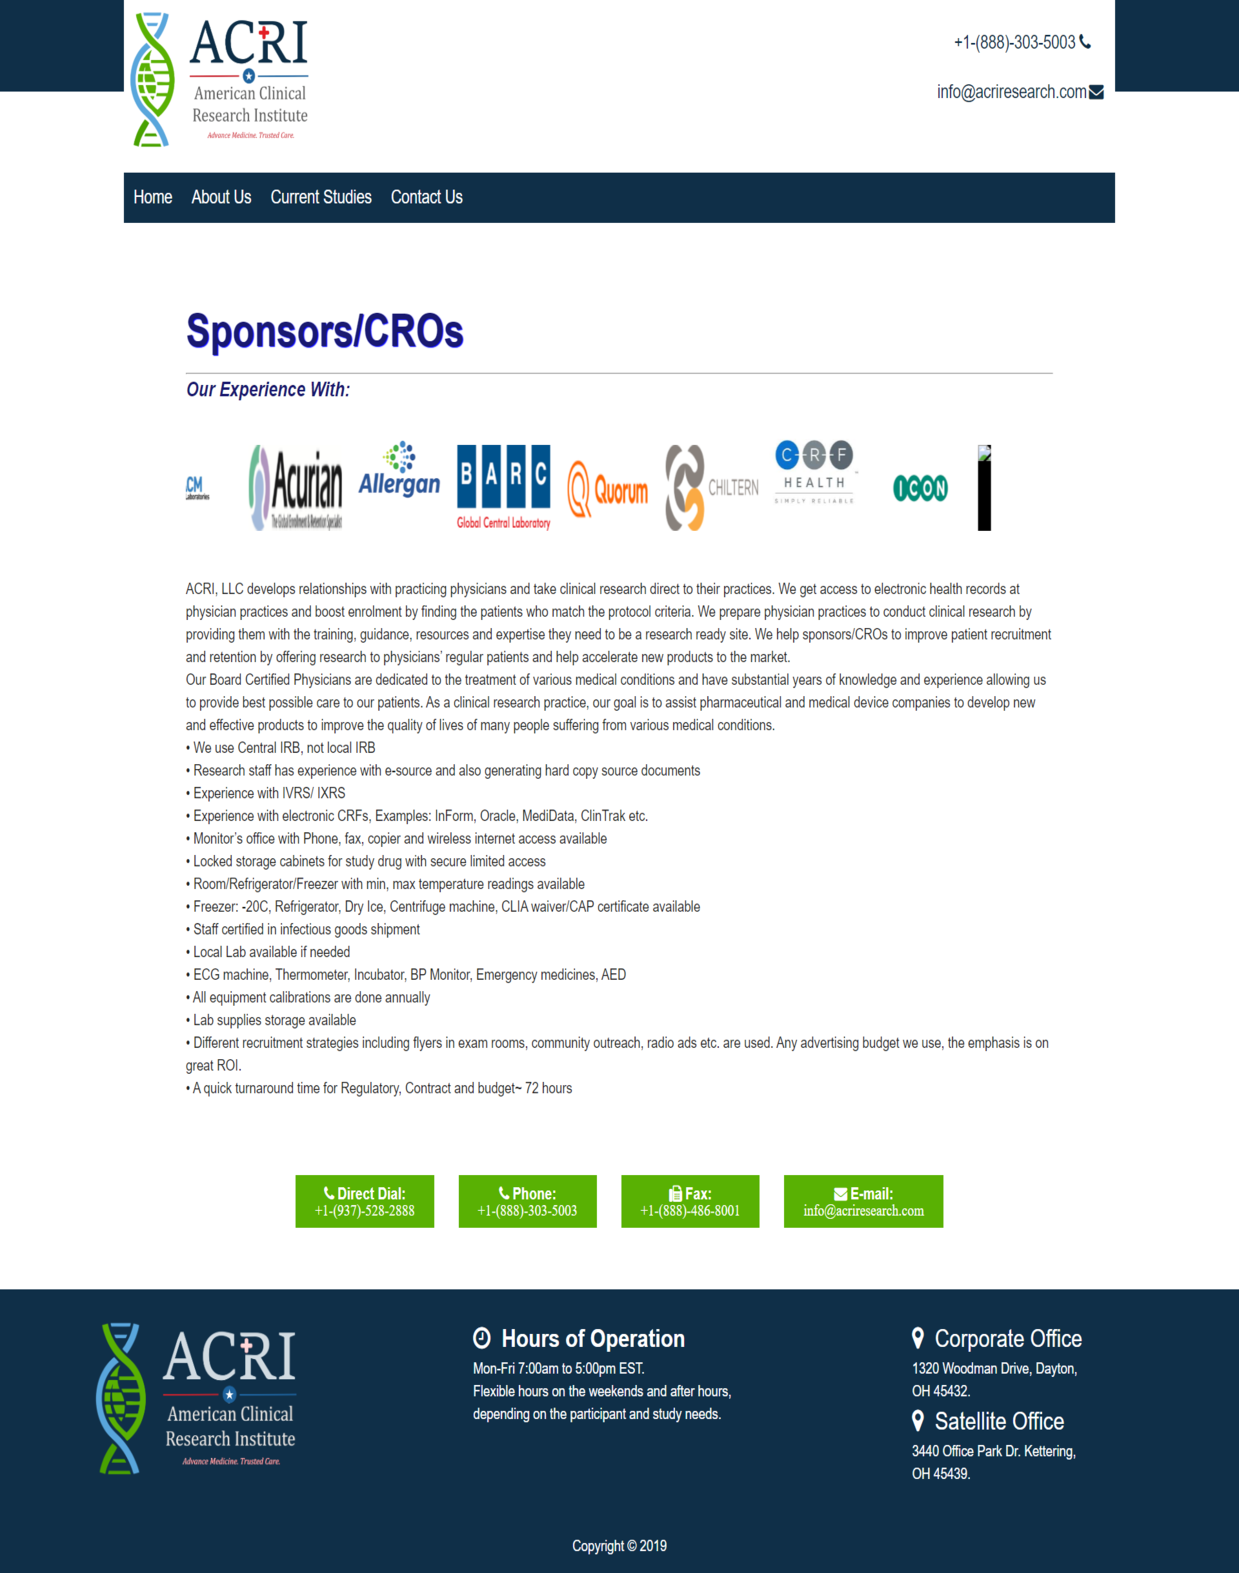 ACRI
American Clinical
Research Institute
Advance Medicine. Trusted Care.
+1-(888)-303-5003
info@acriresearch.com
Home About Us Current Studies Contact Us
Sponsors/CROs
Our Experience With:
CM
Laboratories
Acurian
The Global Enrollment & Retention Specialist
Allergan
BARC
Global Central Laboratory
Quorum
CHILTERN
C-R-F
HEALTH
SIMPLY RELIABLE
ICON
ACRI, LLC develops relationships with practicing physicians and take clinical research direct to their practices. We get access to electronic health records at
physician practices and boost enrolment by finding the patients who match the protocol criteria. We prepare physician practices to conduct clinical research by
providing them with the training, guidance, resources and expertise they need to be a research ready site. We help sponsors/CROs to improve patient recruitment
and retention by offering research to physicians’ regular patients and help accelerate new products to the market.
Our Board Certified Physicians are dedicated to the treatment of various medical conditions and have substantial years of knowledge and experience allowing us
to provide best possible care to our patients. As a clinical research practice, our goal is to assist pharmaceutical and medical device companies to develop new
and effective products to improve the quality of lives of many people suffering from various medical conditions.
• We use Central IRB, not local IRB
• Research staff has experience with e-source and also generating hard copy source documents
• Experience with IVRS/ IXRS
• Experience with electronic CRFs, Examples: InForm, Oracle, MediData, ClinTrak etc.
• Monitor’s office with Phone, fax, copier and wireless internet access available
• Locked storage cabinets for study drug with secure limited access
• Room/Refrigerator/Freezer with min, max temperature readings available
• Freezer: -20C, Refrigerator, Dry Ice, Centrifuge machine, CLIA waiver/CAP certificate available
• Staff certified in infectious goods shipment
• Local Lab available if needed
• ECG machine, Thermometer, Incubator, BP Monitor, Emergency medicines, AED
• All equipment calibrations are done annually
• Lab supplies storage available
• Different recruitment strategies including flyers in exam rooms, community outreach, radio ads etc. are used. Any advertising budget we use, the emphasis is on
great ROI.
• A quick turnaround time for Regulatory, Contract and budget~ 72 hours
Direct Dial:
+1-(937)-528-2888
Phone:
+1-(888)-303-5003
Fax:
+1-(888)-486-8001
E-mail:
info@acriresearch.com
ACRI
American Clinical
Research Institute
Advance Medicine. Trusted Care.
Hours of Operation
Mon-Fri 7:00am to 5:00pm EST.
Flexible hours on the weekends and after hours,
depending on the participant and study needs.
Corporate Office
1320 Woodman Drive, Dayton,
OH 45432.
Satellite Office
3440 Office Park Dr. Kettering,
OH 45439.
Copyright © 2019